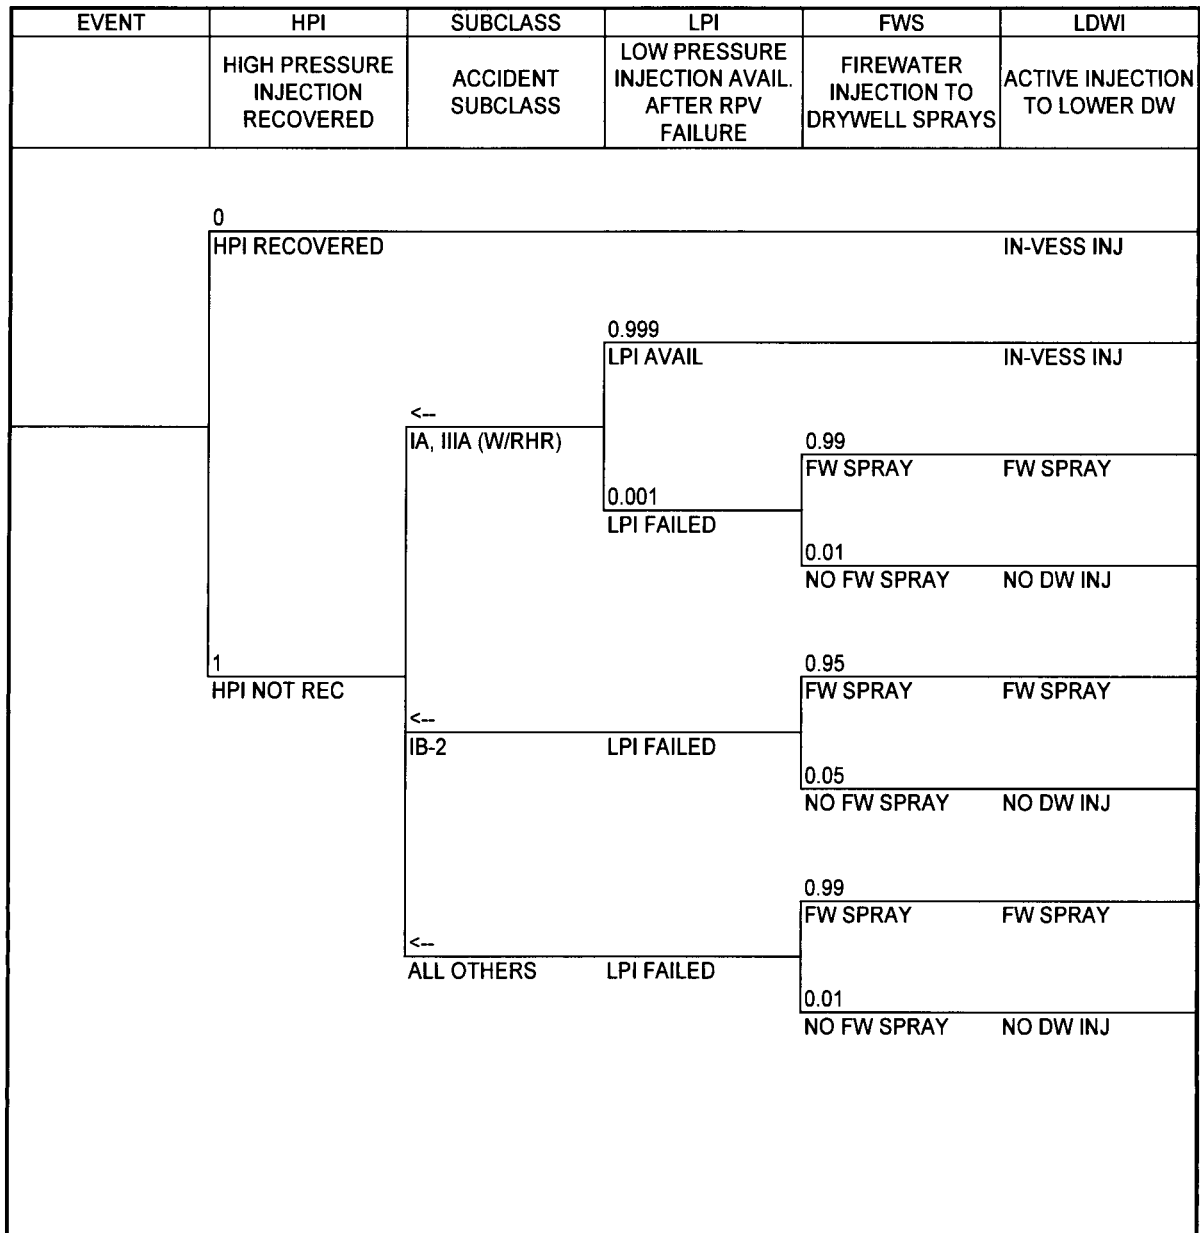 EVENT HPI SUBCLASS LPI FWS LDWI
HIGH PRESSURE
INJECTION
RECOVERED
ACCIDENT
SUBCLASS
LOW PRESSURE
INJECTION AVAIL.
AFTER RPV
FAILURE
FIREWATER
INJECTION TO
DRYWELL SPRAYS
ACTIVE INJECTION
TO LOWER DW
0
HPI RECOVERED IN-VESS INJ
0.999
LPI AVAIL IN-VESS INJ
<--
IA, IIIA (W/RHR)
0.99
FW SPRAY FW SPRAY
0.001
LPI FAILED
0.01
NO FW SPRAY NO DW INJ
1
HPI NOT REC
0.95
FW SPRAY FW SPRAY
<--
IB-2 LPI FAILED
0.05
NO FW SPRAY NO DW INJ
0.99
FW SPRAY FW SPRAY
<--
ALL OTHERS LPI FAILED
0.01
NO FW SPRAY NO DW INJ